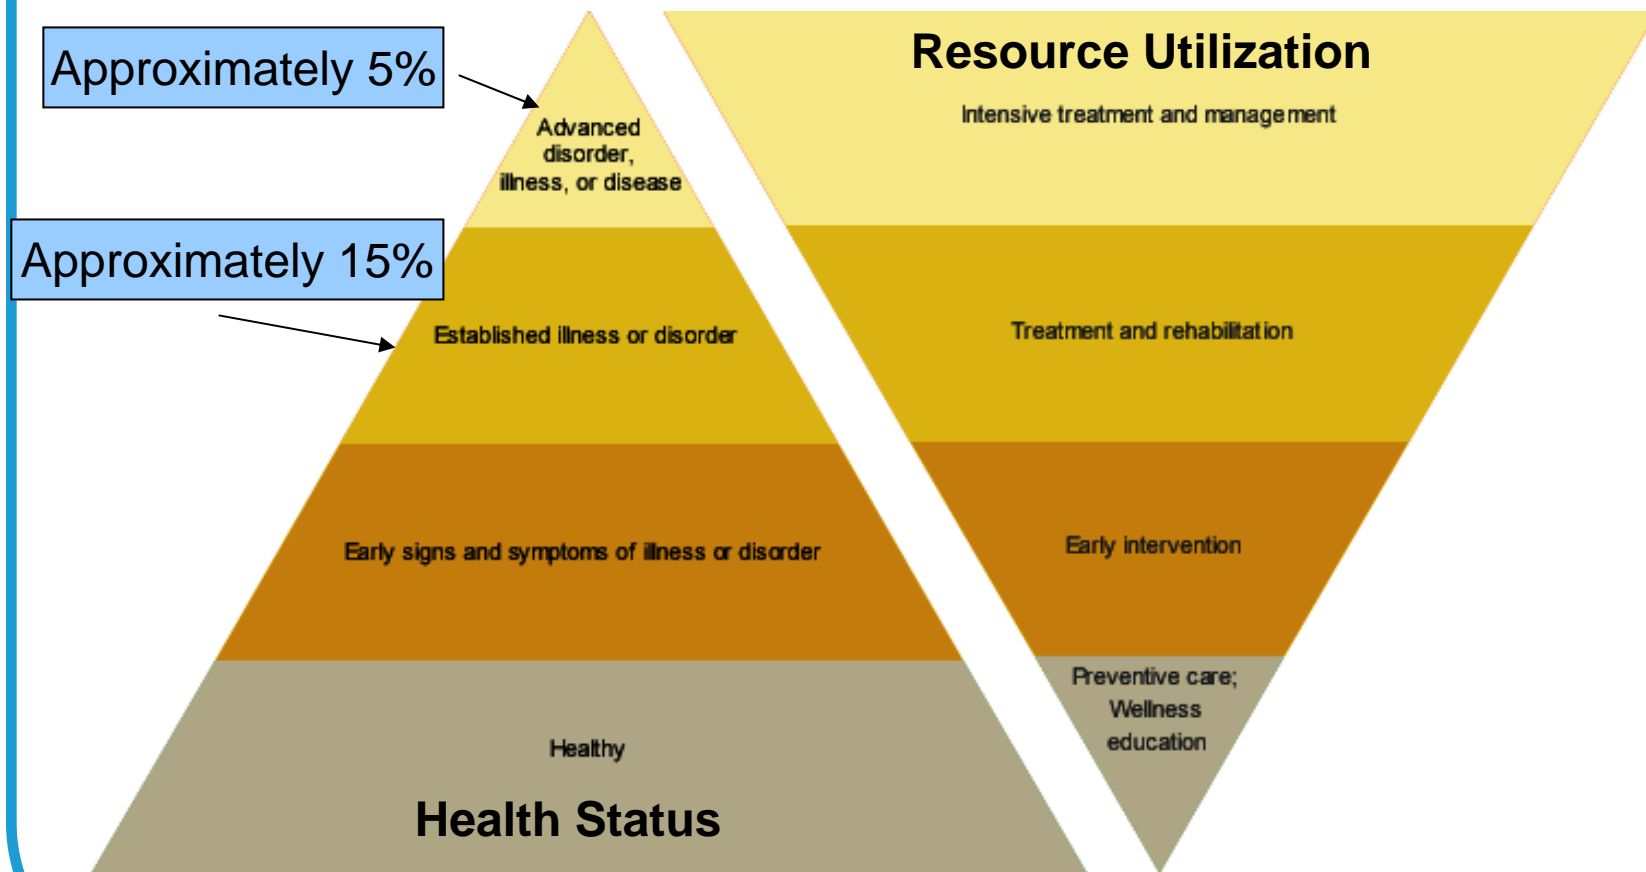 Approximately 5%
Approximately 15%
Advanced
disorder,
illness, or disease
Established illness or disorder
Early signs and symptoms of illness or disorder
Healthy
Health Status
Resource Utilization
Intensive treatment and management
Treatment and rehabilitation
Early intervention
Preventive care;
Wellness
education